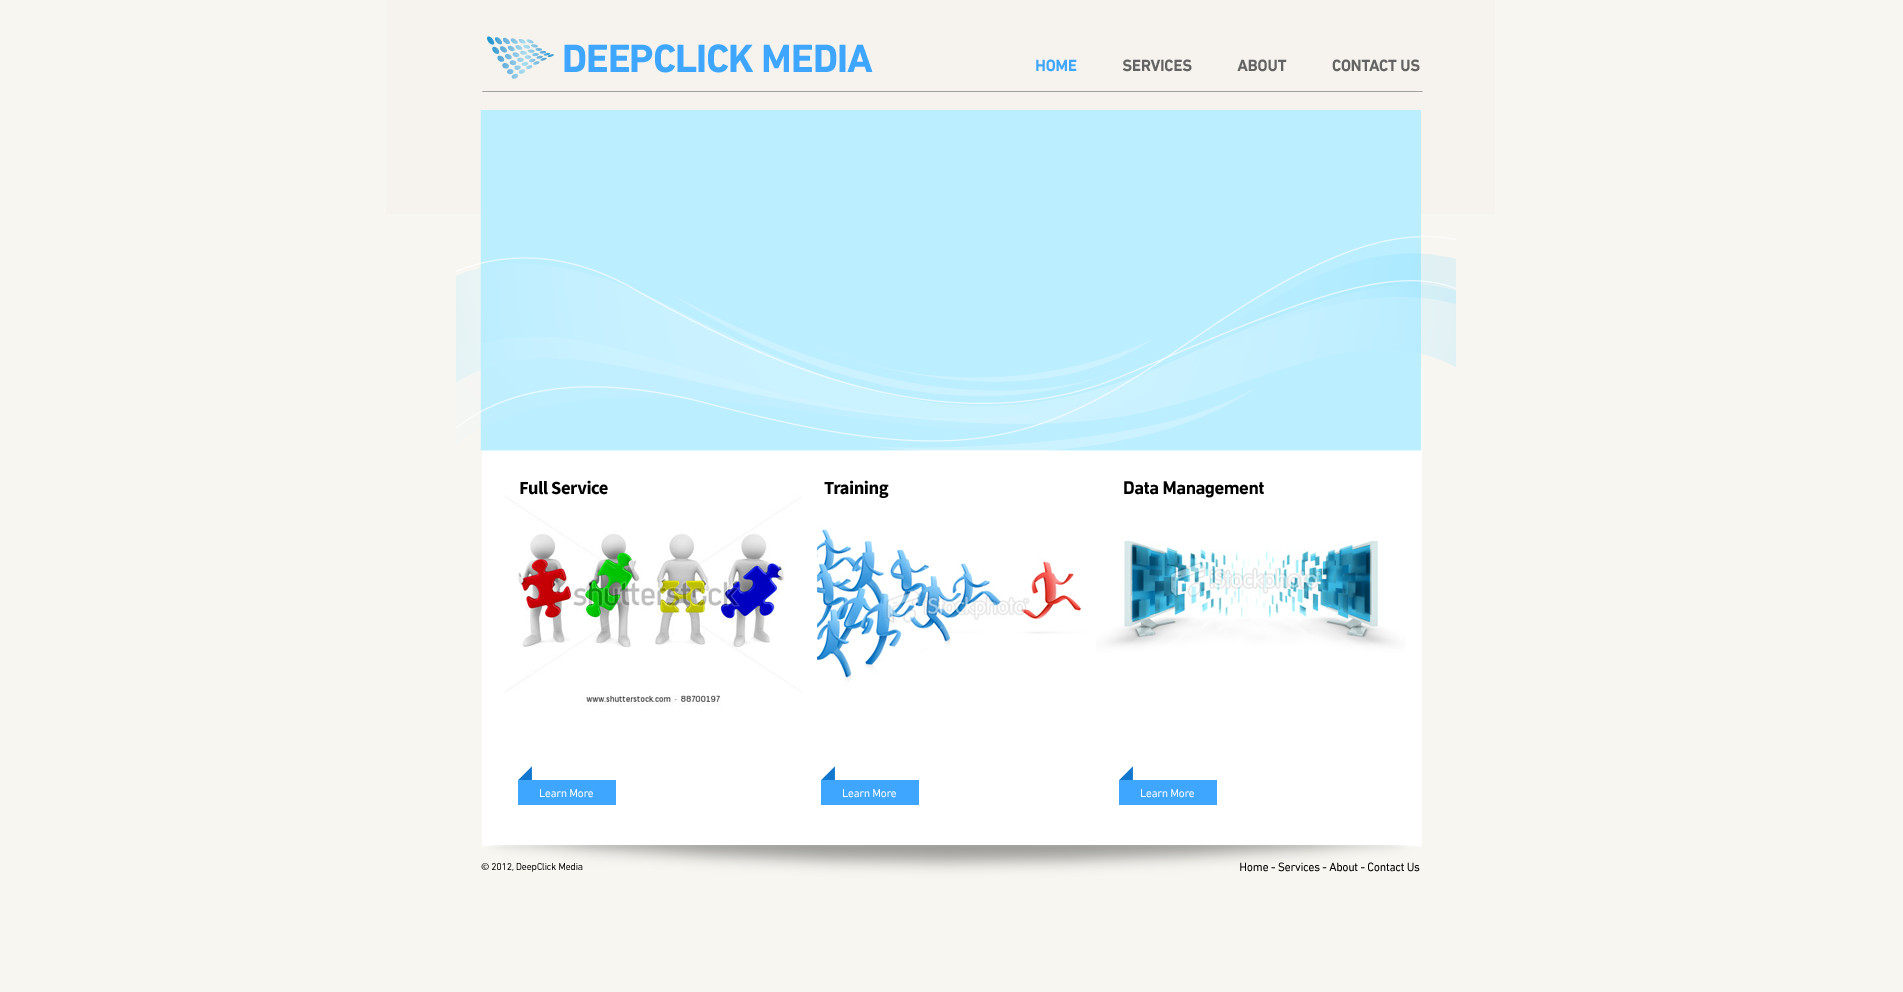 DEEPCLICK MEDIA
HOME SERVICES ABOUT CONTACT US
Full Service Training Data Management
shutterstock
iStockphoto
iStockphoto
www.shutterstock.com · 88700197
Learn More Learn More Learn More
© 2012, DeepClick Media
Home - Services - About - Contact Us